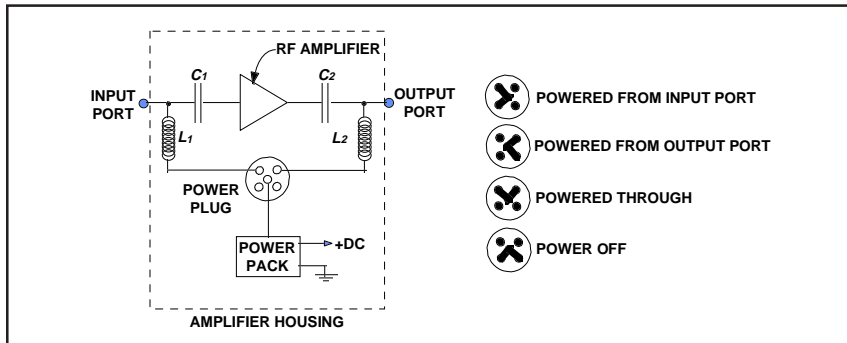 RF AMPLIFIER
C1
C2
INPUT
PORT
OUTPUT
PORT
L1
L2
POWER
PLUG
POWER
PACK
+DC
AMPLIFIER HOUSING
POWERED FROM INPUT PORT
POWERED FROM OUTPUT PORT
POWERED THROUGH
POWER OFF